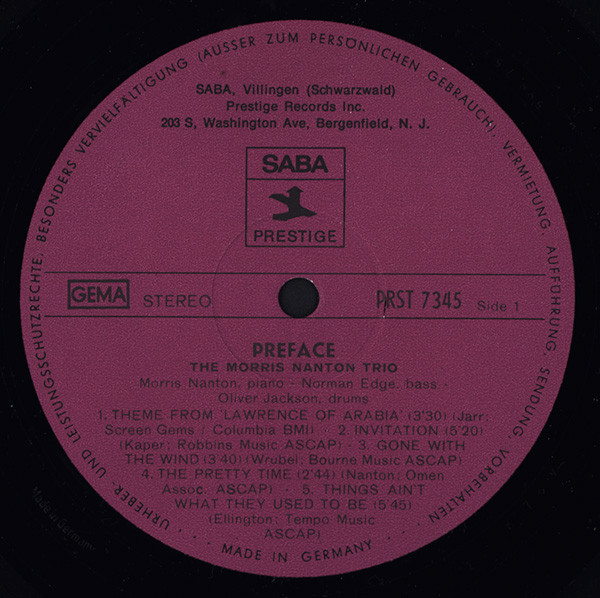 URHEBER- UND LEISTUNGSSCHUTZRECHTE, BESONDERS VERVIELFÄLTIGUNG (AUSSER ZUM PERSÖNLICHEN GEBRAUCH), VERMIETUNG, AUFFÜHRUNG, SENDUNG, VORBEHALTEN
SABA, Villingen (Schwarzwald)
Prestige Records Inc.
203 S, Washington Ave, Bergenfield, N. J.
SABA
PRESTIGE
GEMA STEREO PRST 7345 Side 1
PREFACE
THE MORRIS NANTON TRIO
Morris Nanton, piano - Norman Edge, bass -
Oliver Jackson, drums
1. THEME FROM 'LAWRENCE OF ARABIA' (3'30) (Jarr;
Screen Gems / Columbia BMI) - 2. INVITATION (5'20)
(Kaper; Robbins Music ASCAP) - 3. GONE WITH
THE WIND (3'40) (Wrubel; Bourne Music ASCAP)
4. THE PRETTY TIME (2'44) (Nanton; Omen
Assoc. ASCAP) - 5. THINGS AIN'T
WHAT THEY USED TO BE (5'45)
(Ellington; Tempo Music
ASCAP)
... MADE IN GERMANY ...
Made in Germany